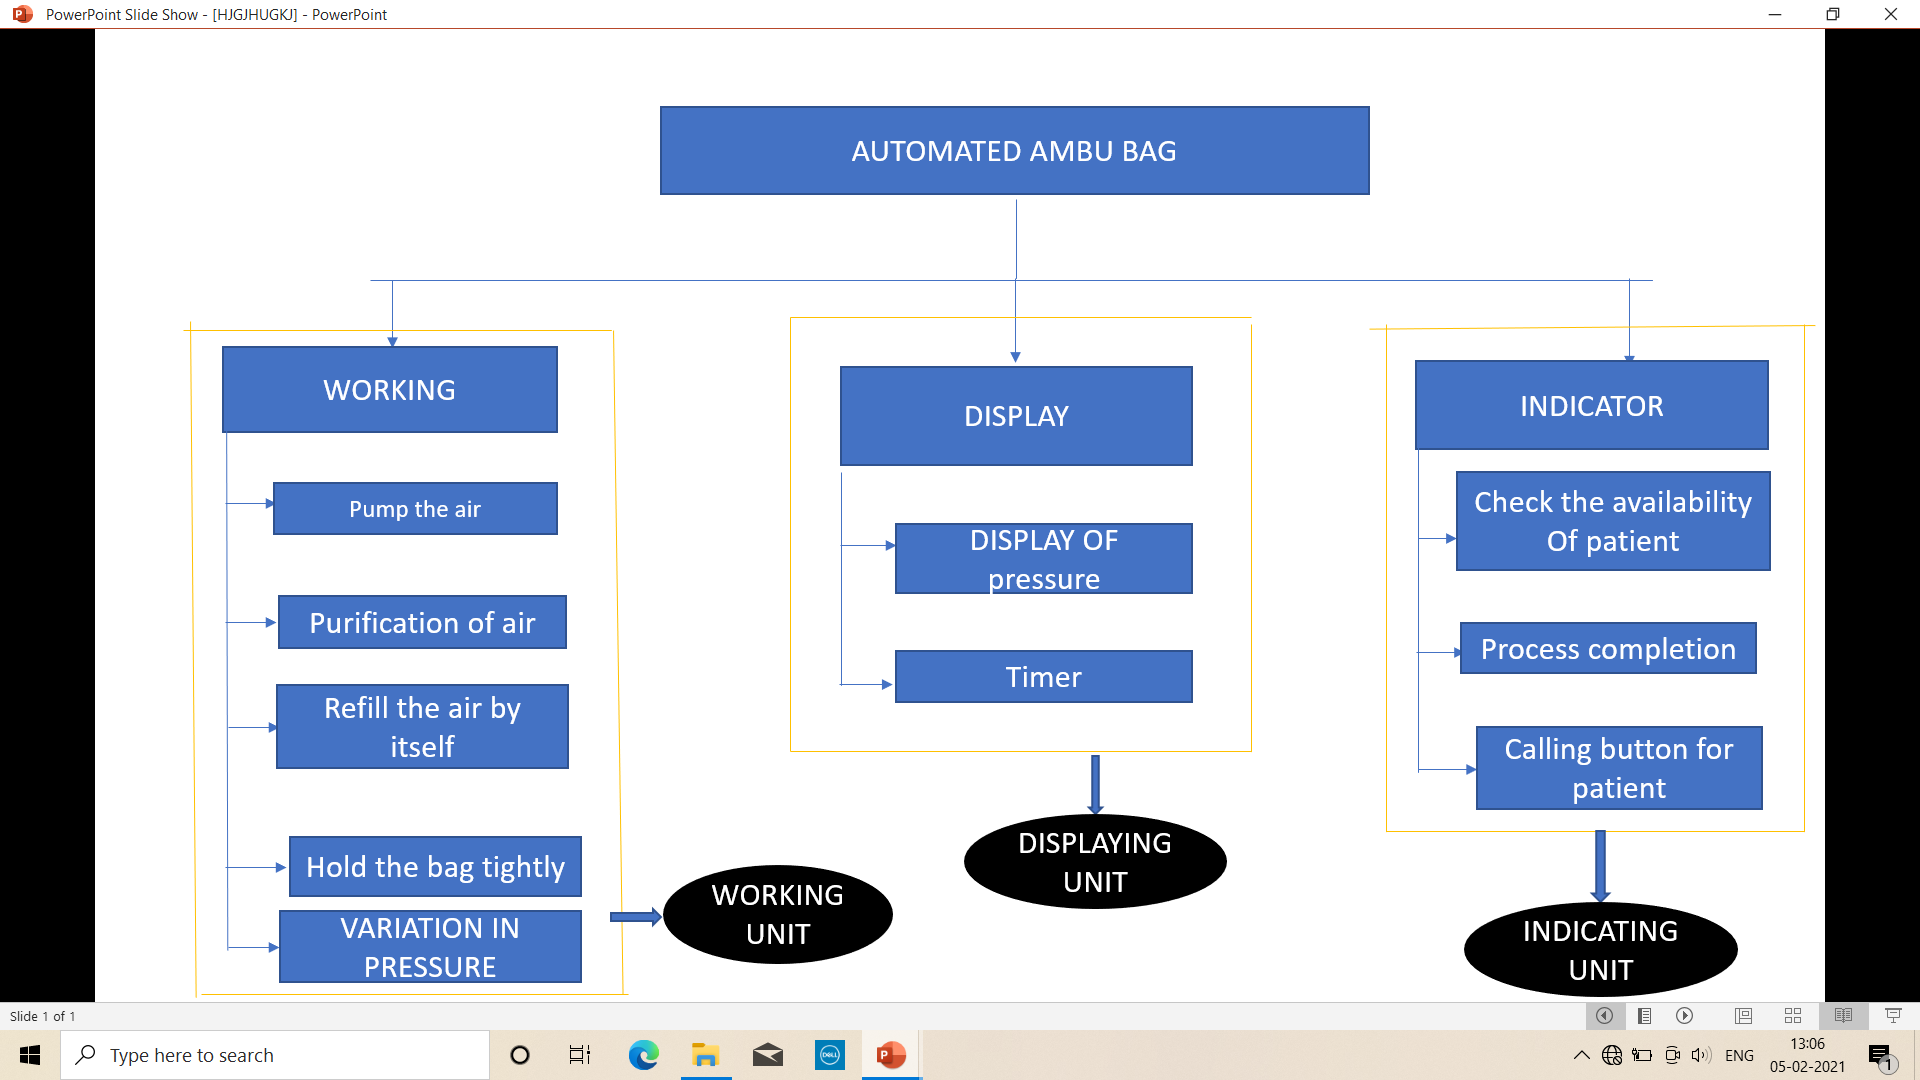 PowerPoint Slide Show - [HJGJHUGKJ] - PowerPoint
AUTOMATED AMBU BAG
WORKING
Pump the air
Purification of air
Refill the air by
itself
Hold the bag tightly
VARIATION IN
PRESSURE
WORKING
UNIT
DISPLAY
DISPLAY OF
pressure
Timer
DISPLAYING
UNIT
INDICATOR
Check the availability
Of patient
Process completion
Calling button for
patient
INDICATING
UNIT
Slide 1 of 1
Type here to search
DELL
ENG
13:06
05-02-2021
1